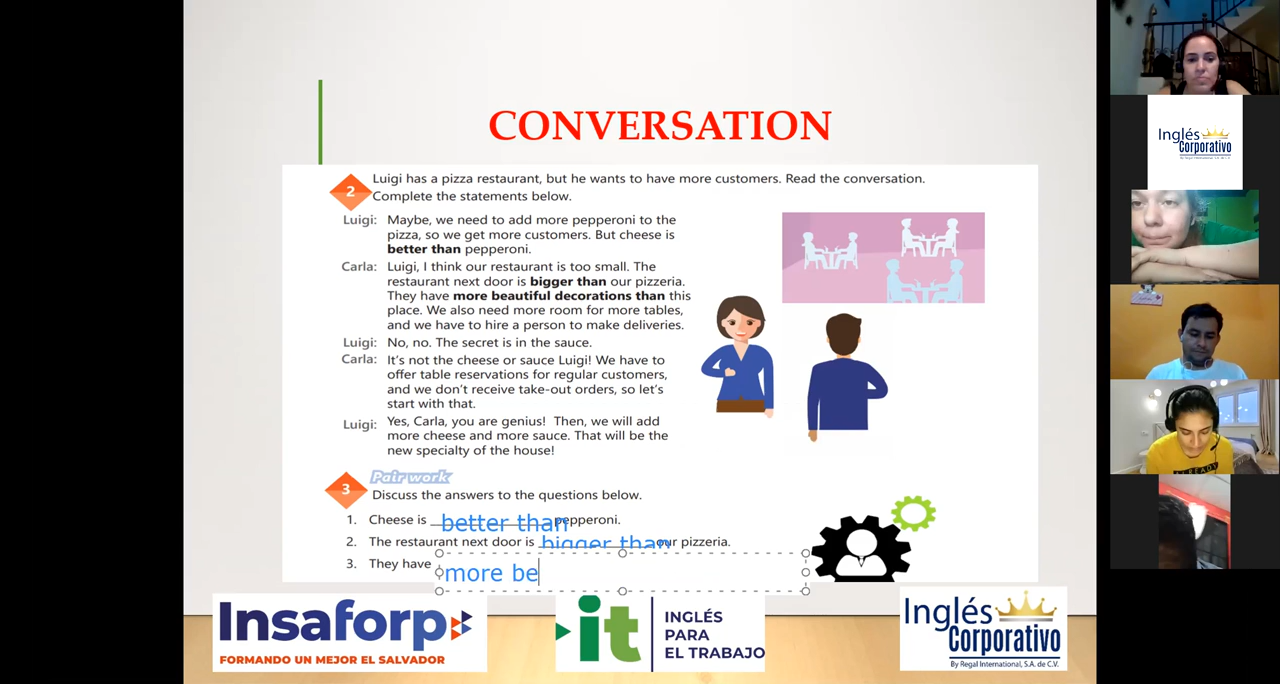 CONVERSATION
2
Luigi has a pizza restaurant, but he wants to have more customers. Read the conversation.
Complete the statements below.
Luigi: Maybe, we need to add more pepperoni to the
pizza, so we get more customers. But cheese is
better than pepperoni.
Carla: Luigi, I think our restaurant is too small. The
restaurant next door is bigger than our pizzeria.
They have more beautiful decorations than this
place. We also need more room for more tables,
and we have to hire a person to make deliveries.
Luigi: No, no. The secret is in the sauce.
Carla: It's not the cheese or sauce Luigi! We have to
offer table reservations for regular customers,
and we don't receive take-out orders, so let's
start with that.
Luigi: Yes, Carla, you are genius! Then, we will add
more cheese and more sauce. That will be the
new specialty of the house!
Pair work
3
Discuss the answers to the questions below.
1. Cheese is better than pepperoni.
2. The restaurant next door is bigger than our pizzeria.
3. They have more be
Insaforp
FORMANDO UN MEJOR EL SALVADOR
it
INGLÉS
PARA
EL TRABAJO
Inglés
Corporativo
By Regal International, S.A. de C.V.
Inglés
Corporativo